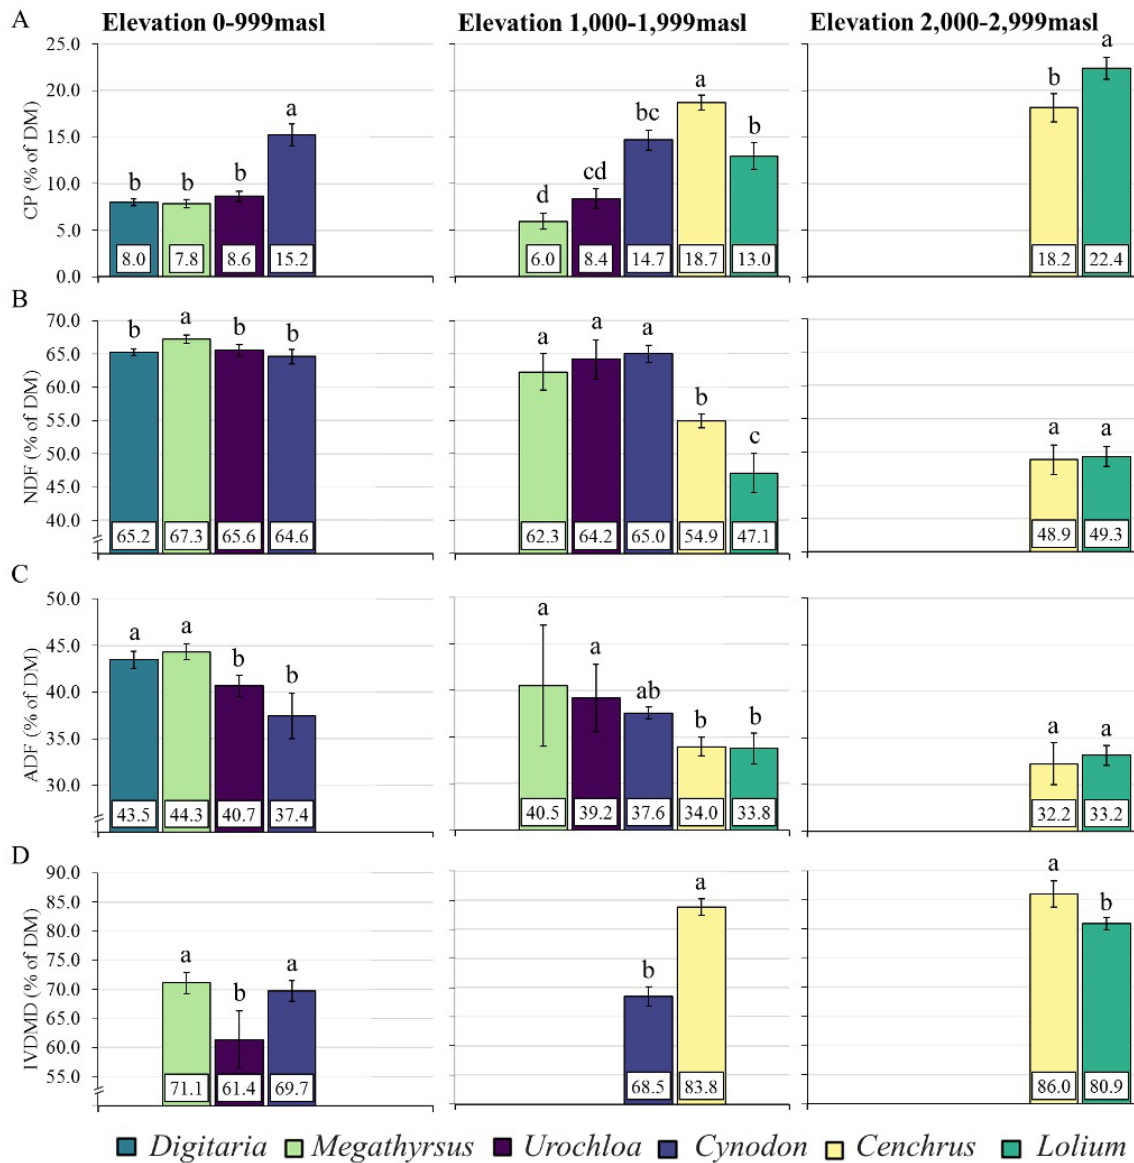 A
Elevation 0-999masl
Elevation 1,000-1,999masl
Elevation 2,000-2,999masl
CP (% of DM)
25.0
20.0
15.0
10.0
5.0
0.0
b b b a
8.0 7.8 8.6 15.2
d cd bc a b
6.0 8.4 14.7 18.7 13.0
b a
18.2 22.4
B
NDF (% of DM)
70.0
65.0
60.0
55.0
50.0
45.0
40.0
b a b b
65.2 67.3 65.6 64.6
a a a b c
62.3 64.2 65.0 54.9 47.1
a a
48.9 49.3
C
ADF (% of DM)
50.0
45.0
40.0
35.0
30.0
a a b b
43.5 44.3 40.7 37.4
a a ab b b
40.5 39.2 37.6 34.0 33.8
a a
32.2 33.2
D
IVDMD (% of DM)
90.0
85.0
80.0
75.0
70.0
65.0
60.0
55.0
a b a
71.1 61.4 69.7
b a
68.5 83.8
a b
86.0 80.9
Digitaria Megathyrsus Urochloa Cynodon Cenchrus Lolium